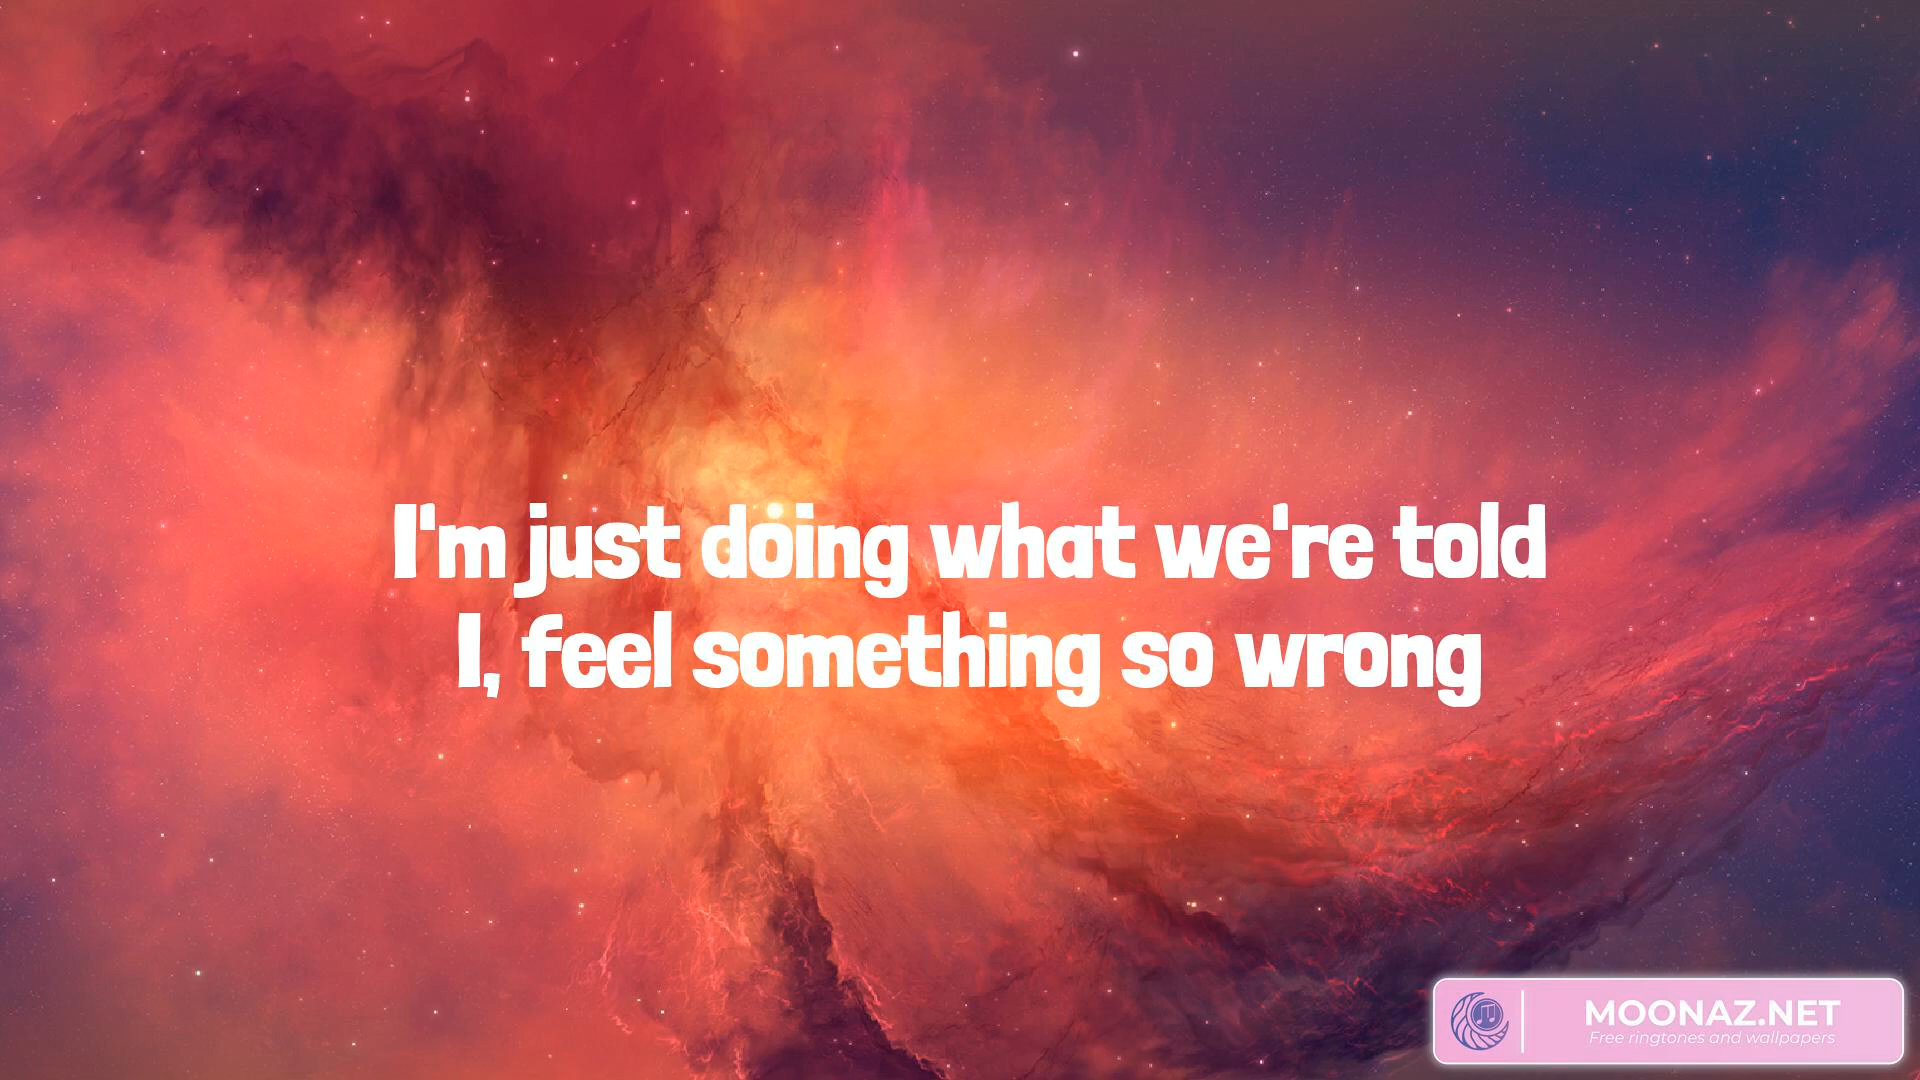 I'm just doing what we're told
I, feel something so wrong
MOONAZ.NET
Free ringtones and wallpapers